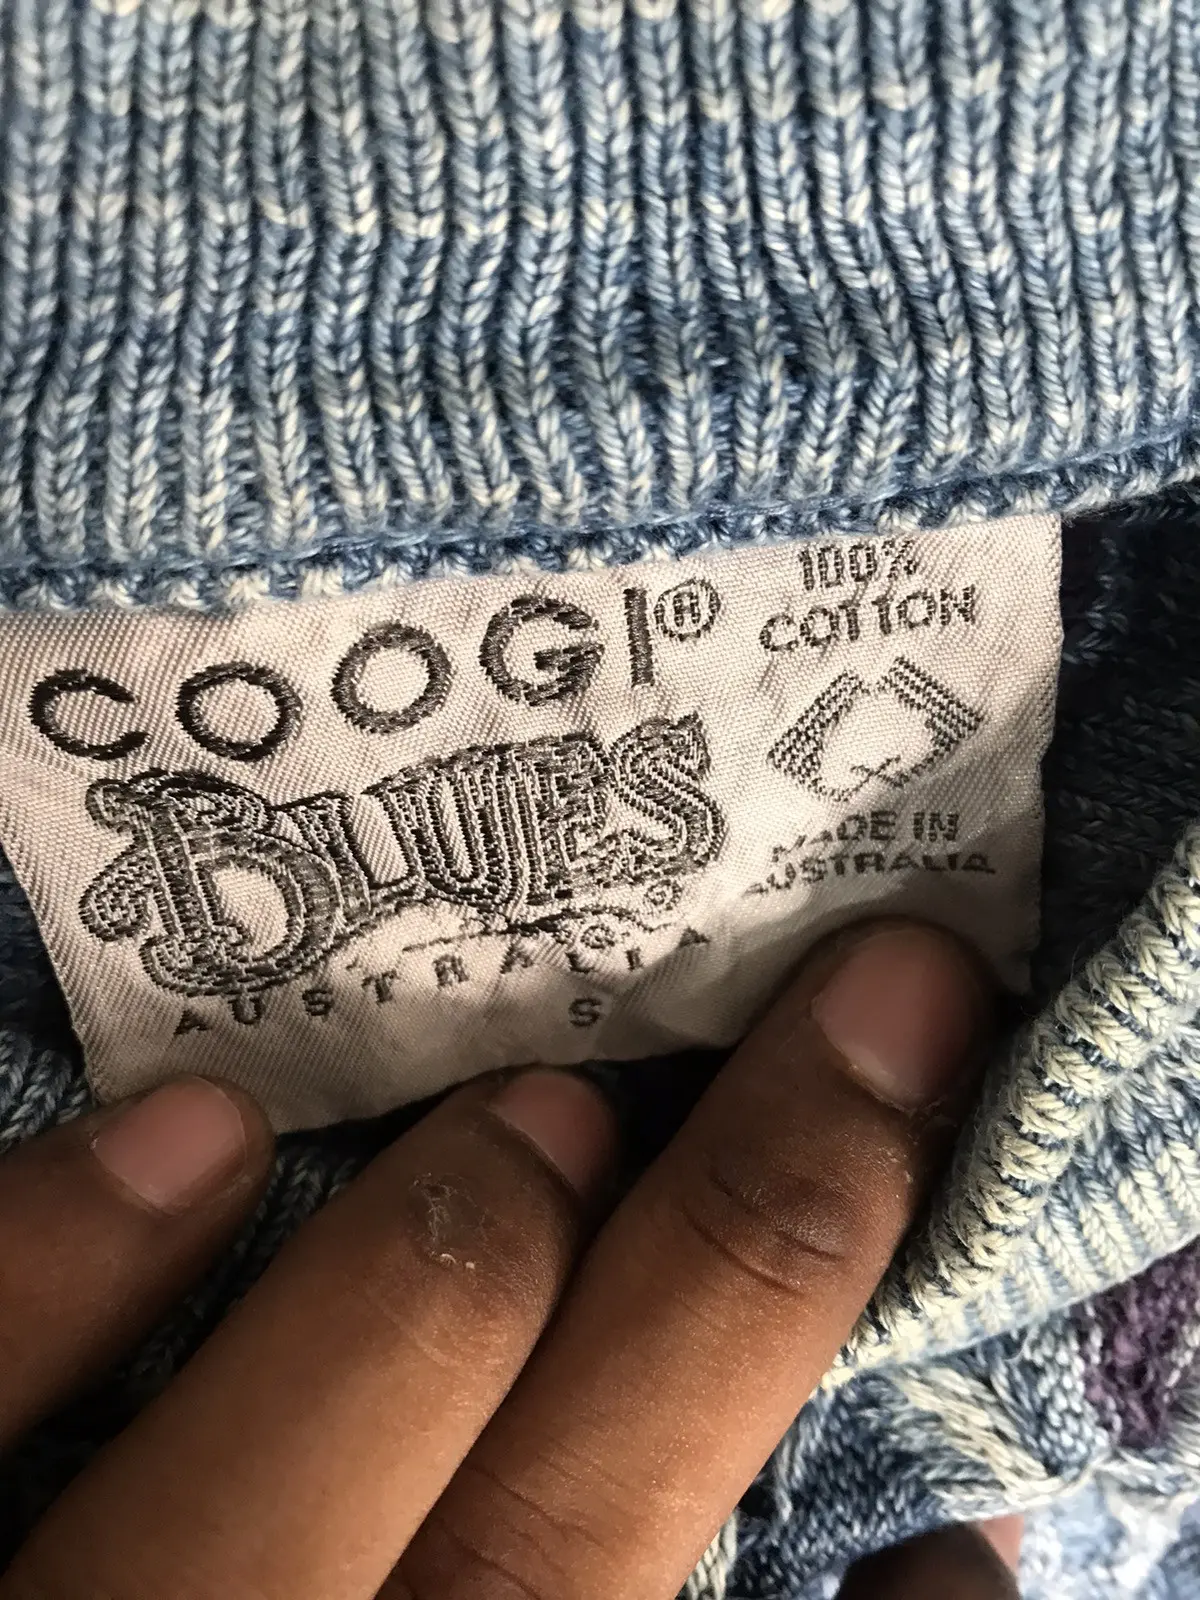 COOGI®
BLUES
AUSTRALIA
S
100%
COTTON
MADE IN
AUSTRALIA